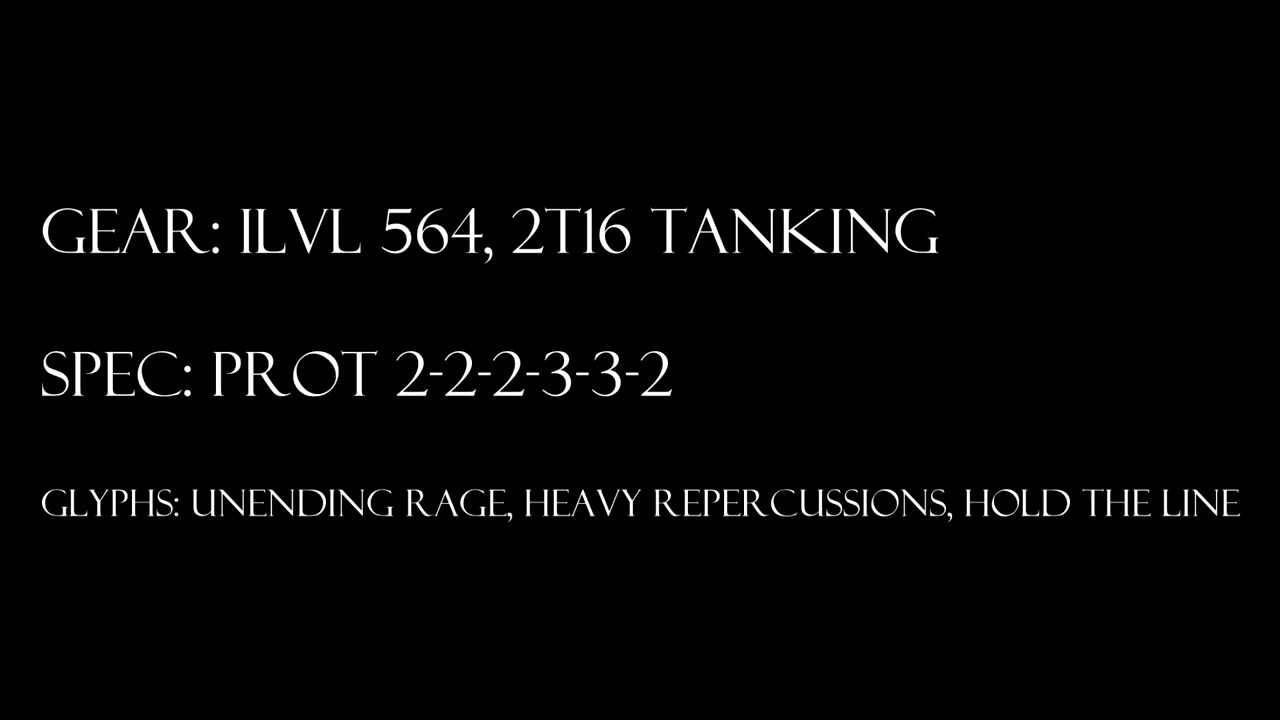 GEAR: ILVL 564, 2T16 TANKING
SPEC: PROT 2-2-2-3-3-2
GLYPHS: UNENDING RAGE, HEAVY REPERCUSSIONS, HOLD THE LINE